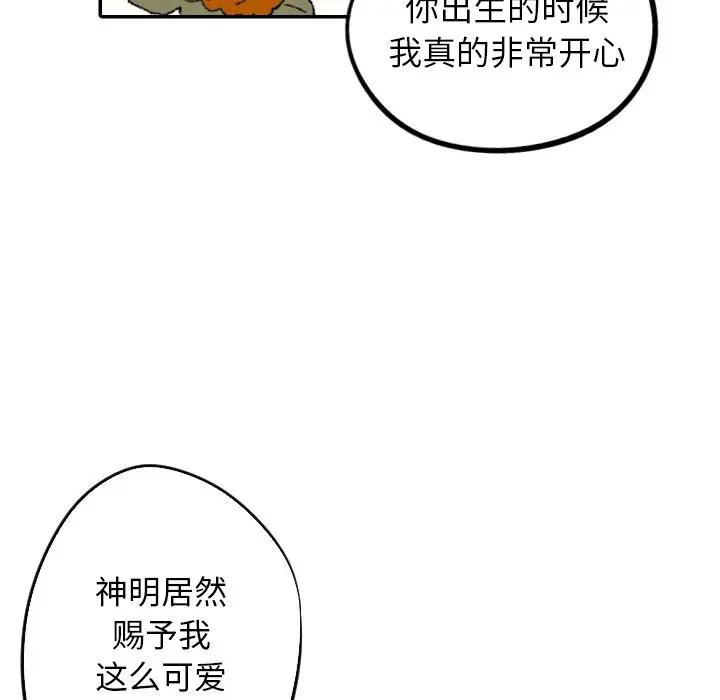 你出生的时候
我真的非常开心
神明居然
赐予我
这么可爱